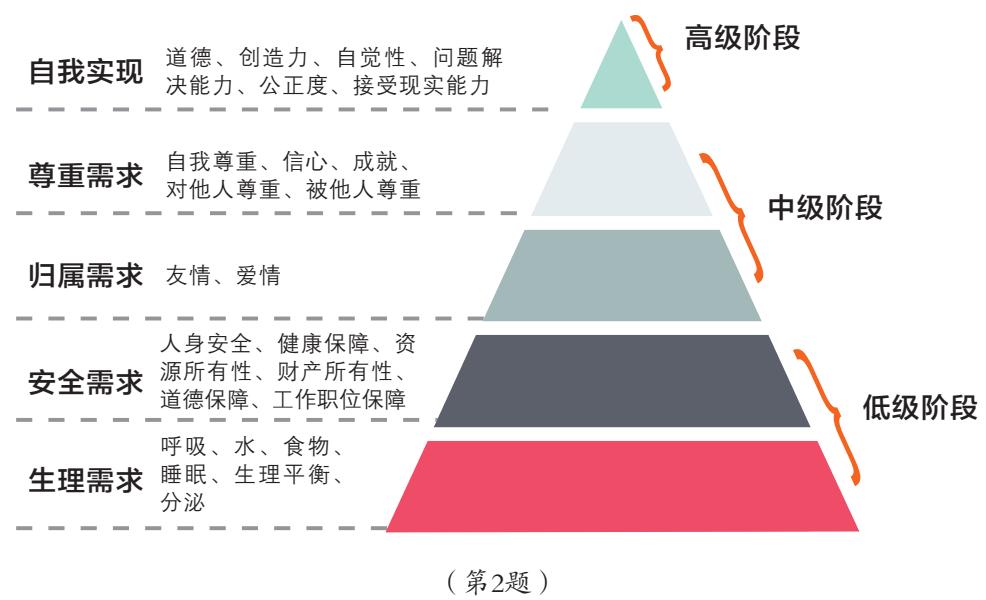 高级阶段
自我实现
道德、创造力、自觉性、问题解
决能力、公正度、接受现实能力
尊重需求
自我尊重、信心、成就、
对他人尊重、被他人尊重
中级阶段
归属需求
友情、爱情
安全需求
人身安全、健康保障、资
源所有性、财产所有性、
道德保障、工作职位保障
低级阶段
生理需求
呼吸、水、食物、
睡眠、生理平衡、
分泌
（第2题）